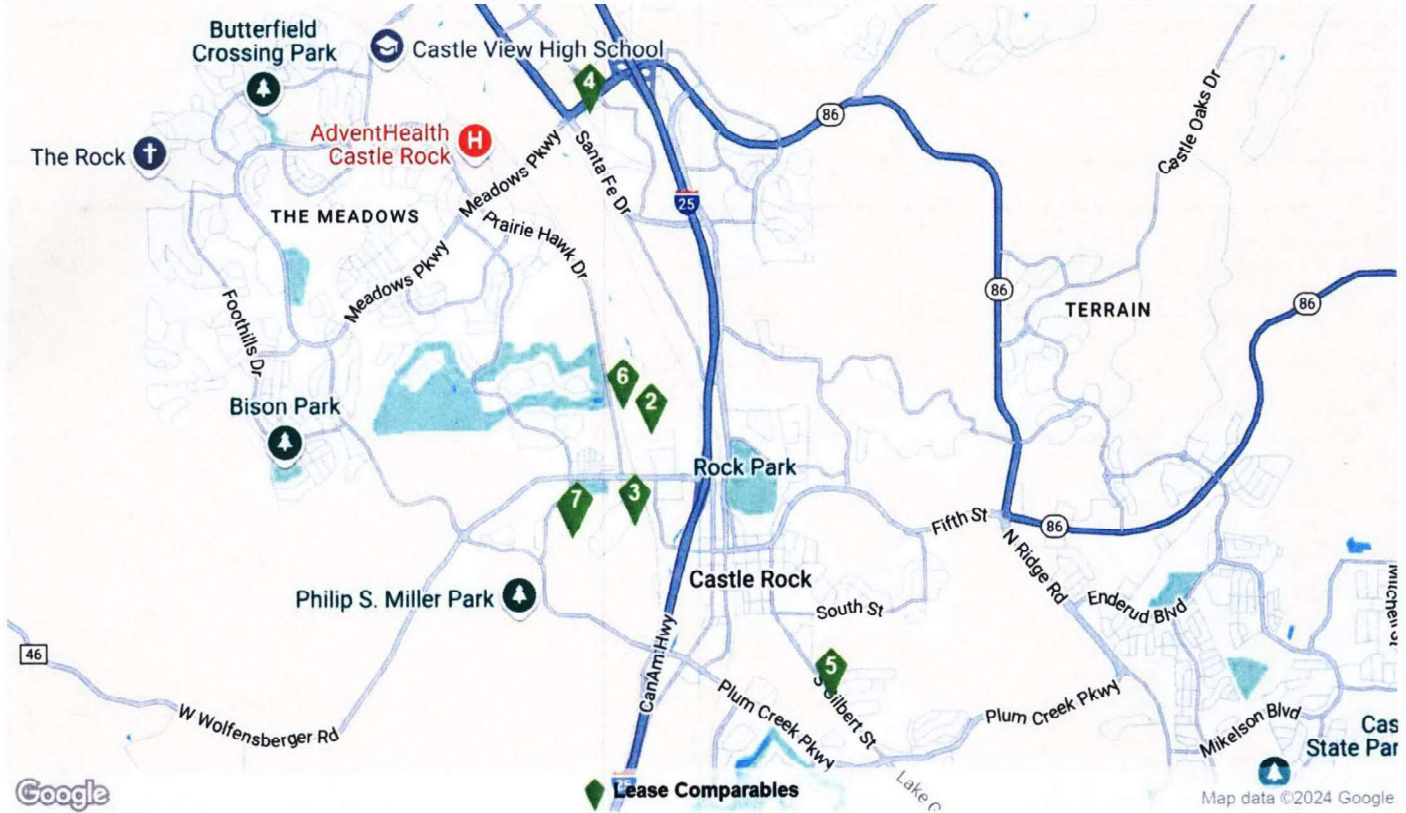 Butterfield
Crossing Park
Castle View High School
4
86
Castle Oaks Dr
The Rock
AdventHealth
Castle Rock
H
Meadows Pkwy
Santa Fe Dr
25
THE MEADOWS
Prairie Hawk Dr
Meadows Pkwy
Foothills Dr
86
TERRAIN
86
6
2
Bison Park
Rock Park
7
3
Fifth St
86
N Ridge Rd
Castle Rock
Philip S. Miller Park
South St
Enderud Blvd
46
CanAm Hwy
5
S Gilbert St
W Wolfensberger Rd
Plum Creek Pkwy
Plum Creek Pkwy
Mikelson Blvd
Cas
State Par
Lease Comparables
Lake G
Google
Map data ©2024 Google